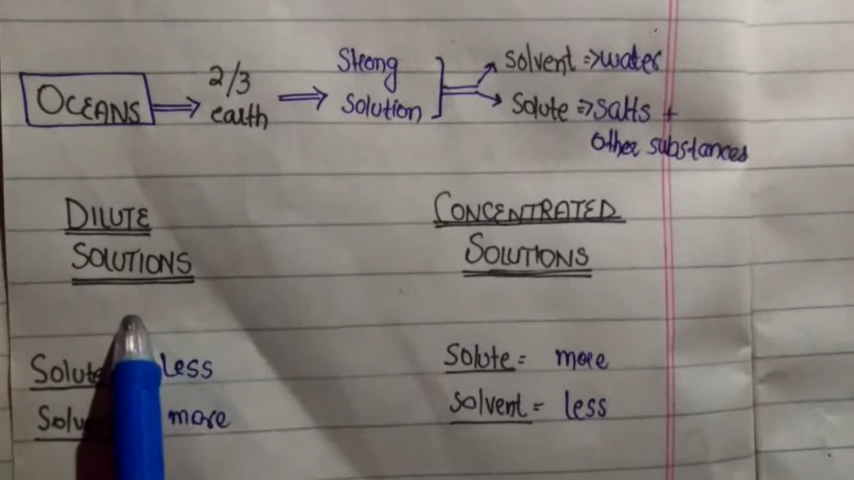 OCEANS ⇒ 2/3 earth ⇒ Strong Solution ] ⇒ solvent ⇒ water
solute ⇒ salts +
other substances
DILUTE SOLUTIONS
CONCENTRATED SOLUTIONS
Solute less
more
Solute = more
Solvent = less